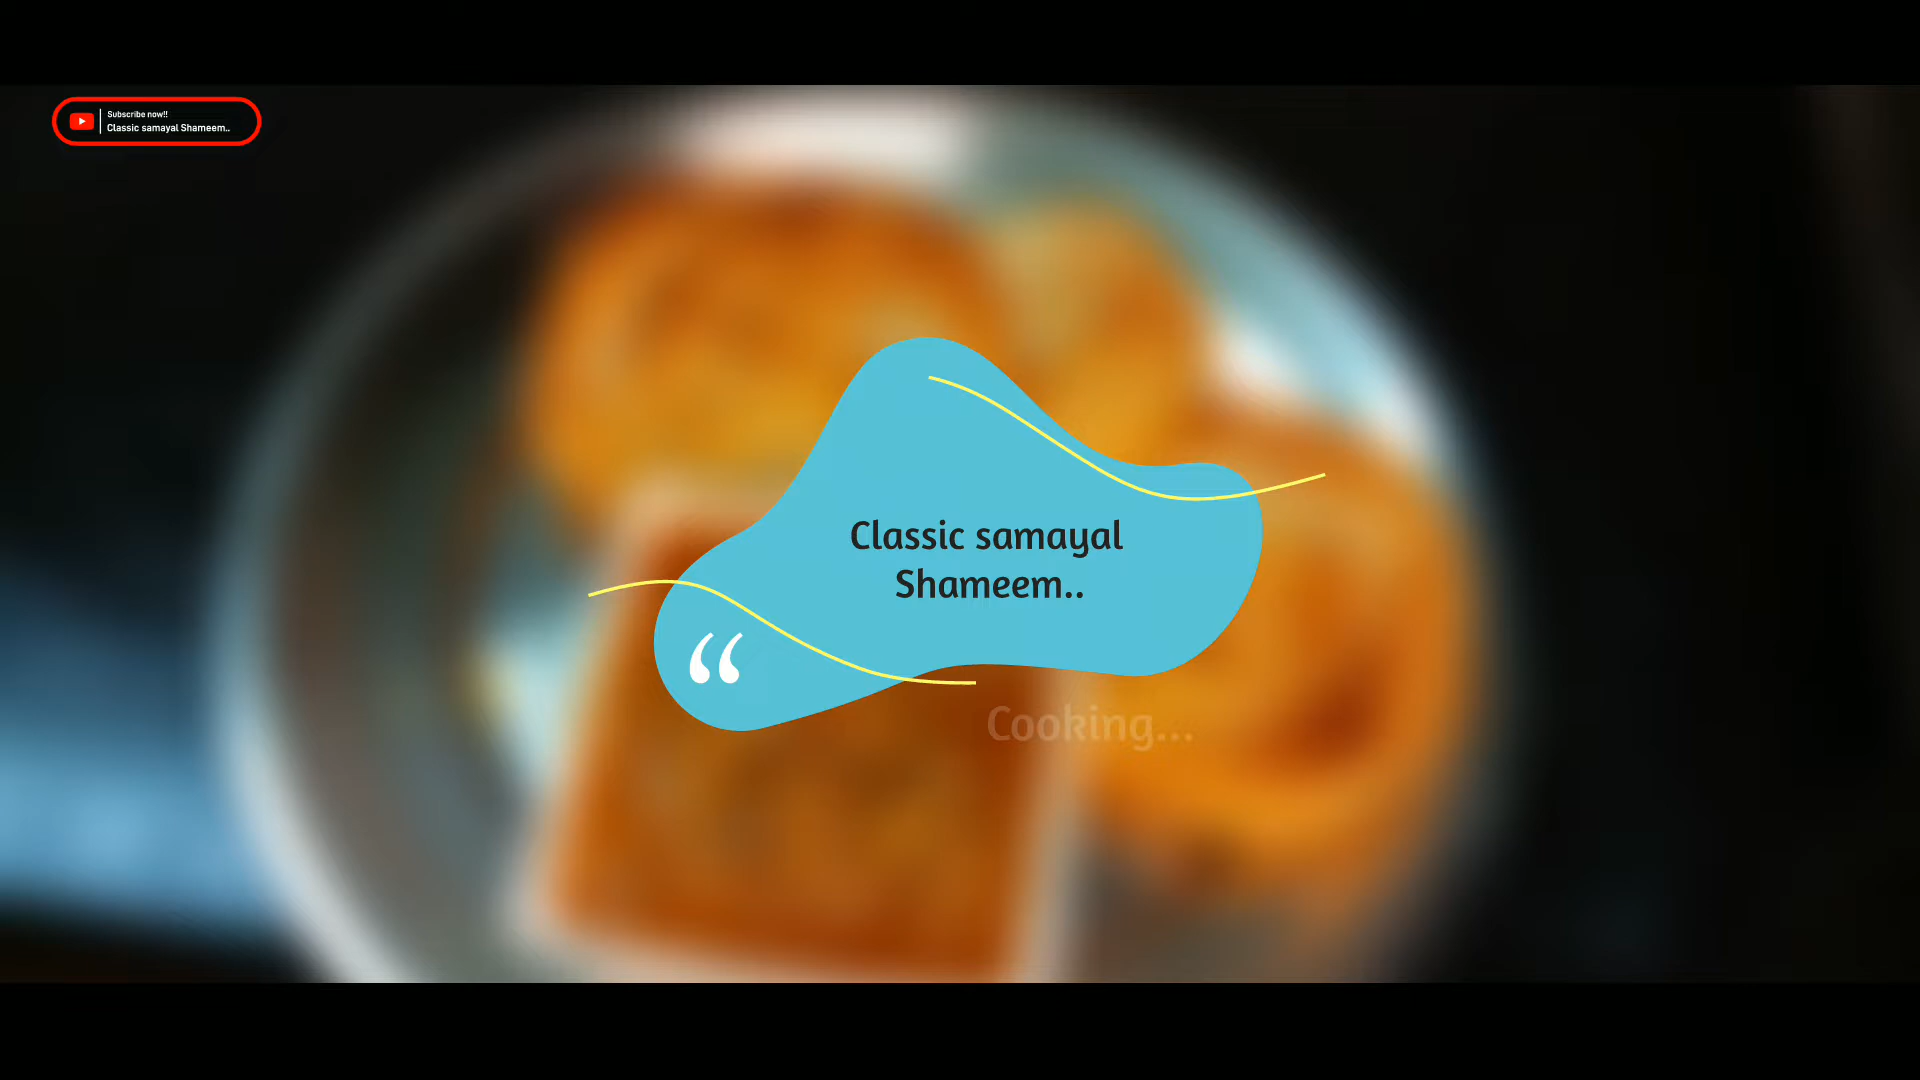 Subscribe now!!
Classic samayal Shameem..
Classic samayal
Shameem..
“
Cooking...